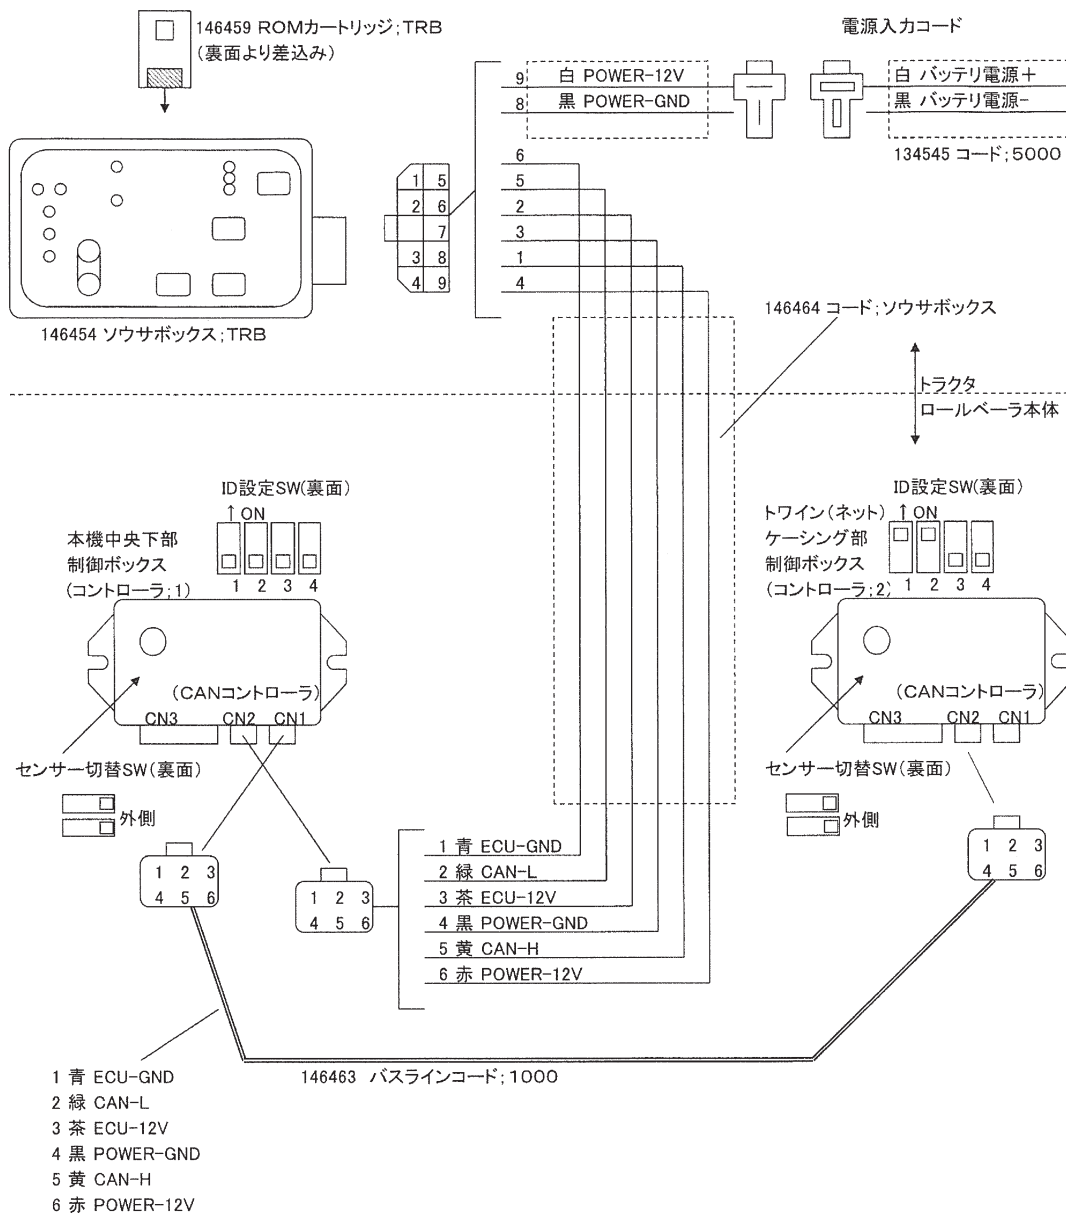 146459 ROMカートリッジ;TRB
(裏面より差込み)
電源入力コード
9 白 POWER-12V
8 黒 POWER-GND
白 バッテリ電源+
黒 バッテリ電源-
134545 コード;5000
6
5
2
3
1
4
1 5
2 6
7
3 8
4 9
146454 ソウサボックス;TRB
146464 コード;ソウサボックス
トラクタ
ロールベーラ本体
ID設定SW(裏面)
↑ ON
本機中央下部
制御ボックス
(コントローラ;1)
1 2 3 4
(CANコントローラ)
CN3 CN2 CN1
センサー切替SW(裏面)
外側
ID設定SW(裏面)
↑ ON
トワイン(ネット)
ケーシング部
制御ボックス
(コントローラ;2)
1 2 3 4
(CANコントローラ)
CN3 CN2 CN1
センサー切替SW(裏面)
外側
1 2 3
4 5 6
1 2 3
4 5 6
1 2 3
4 5 6
1 青 ECU-GND
2 緑 CAN-L
3 茶 ECU-12V
4 黒 POWER-GND
5 黄 CAN-H
6 赤 POWER-12V
146463 バスラインコード;1000
1 青 ECU-GND
2 緑 CAN-L
3 茶 ECU-12V
4 黒 POWER-GND
5 黄 CAN-H
6 赤 POWER-12V